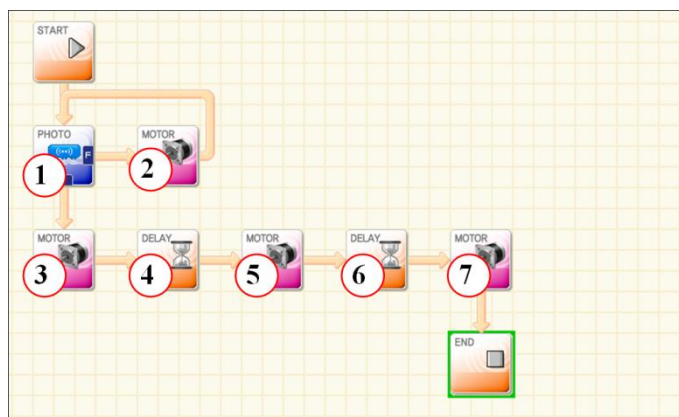 START
PHOTO
F
MOTOR
1
2
MOTOR
DELAY
MOTOR
DELAY
MOTOR
3
4
5
6
7
END